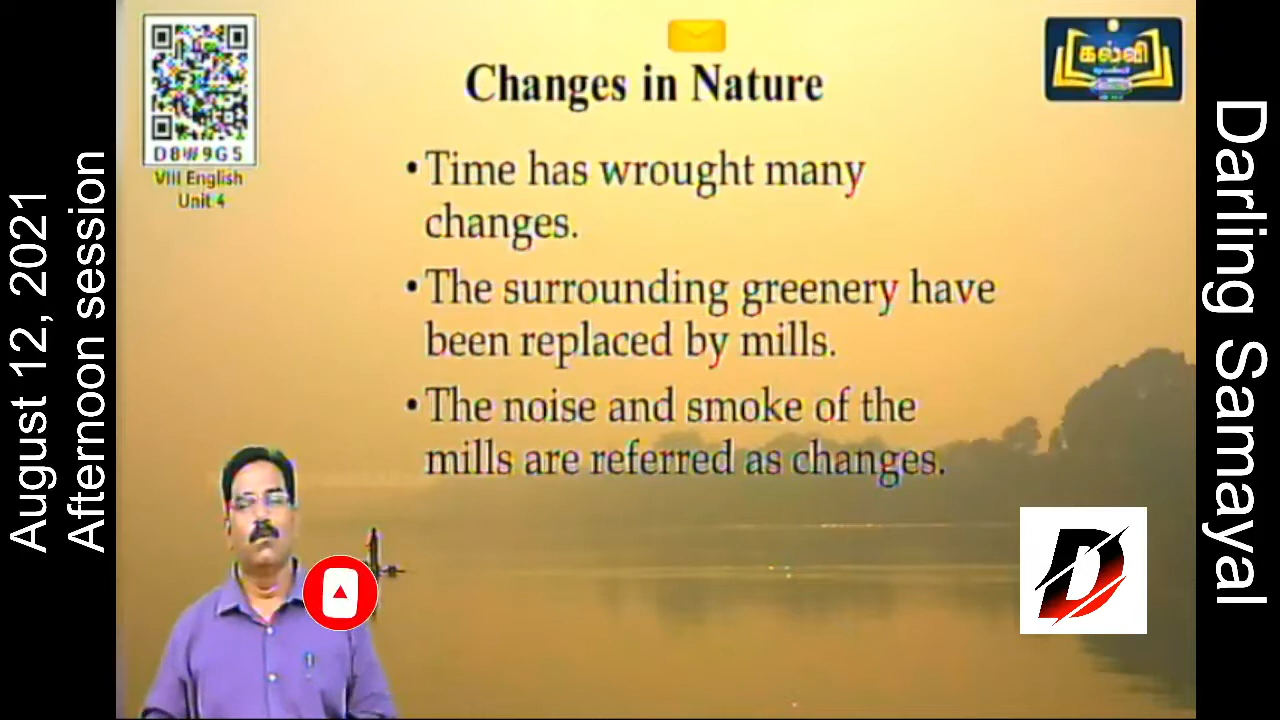 August 12, 2021
Afternoon session
D8W9G5
VIII English
Unit 4
Changes in Nature
•Time has wrought many
changes.
•The surrounding greenery have
been replaced by mills.
•The noise and smoke of the
mills are referred as changes.
கல்வி
D
Darling Samayal